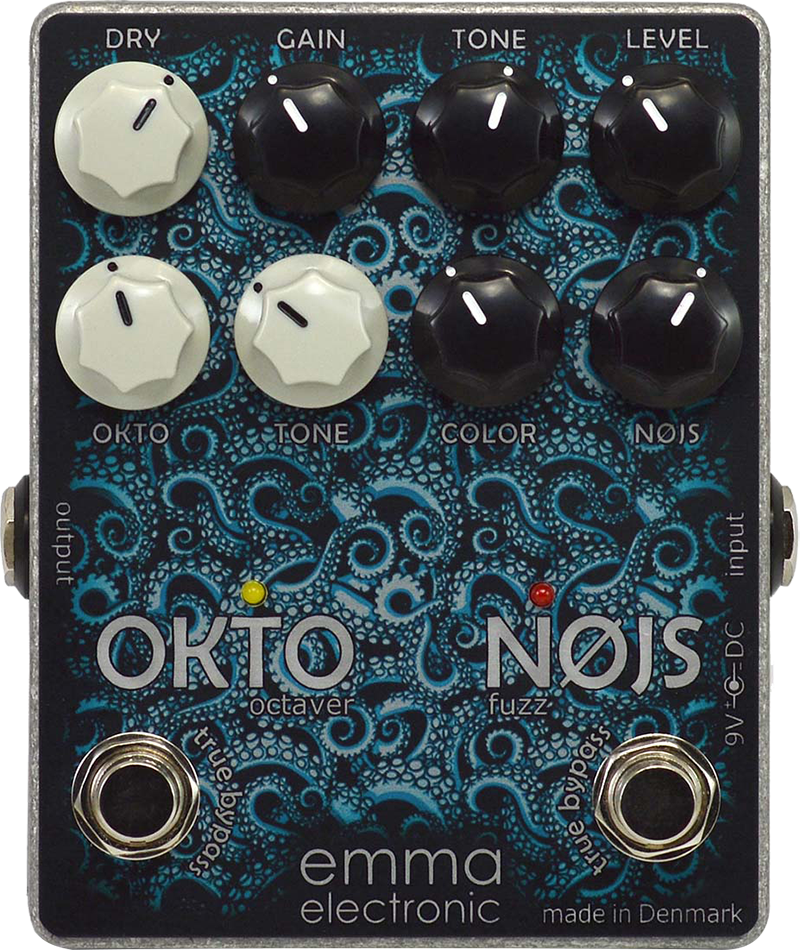 DRY GAIN TONE LEVEL
OKTO TONE COLOR NØJS
output
input
OKTO NØJS
octaver fuzz
9V DC
true bypass
true bypass
emma
electronic
made in Denmark